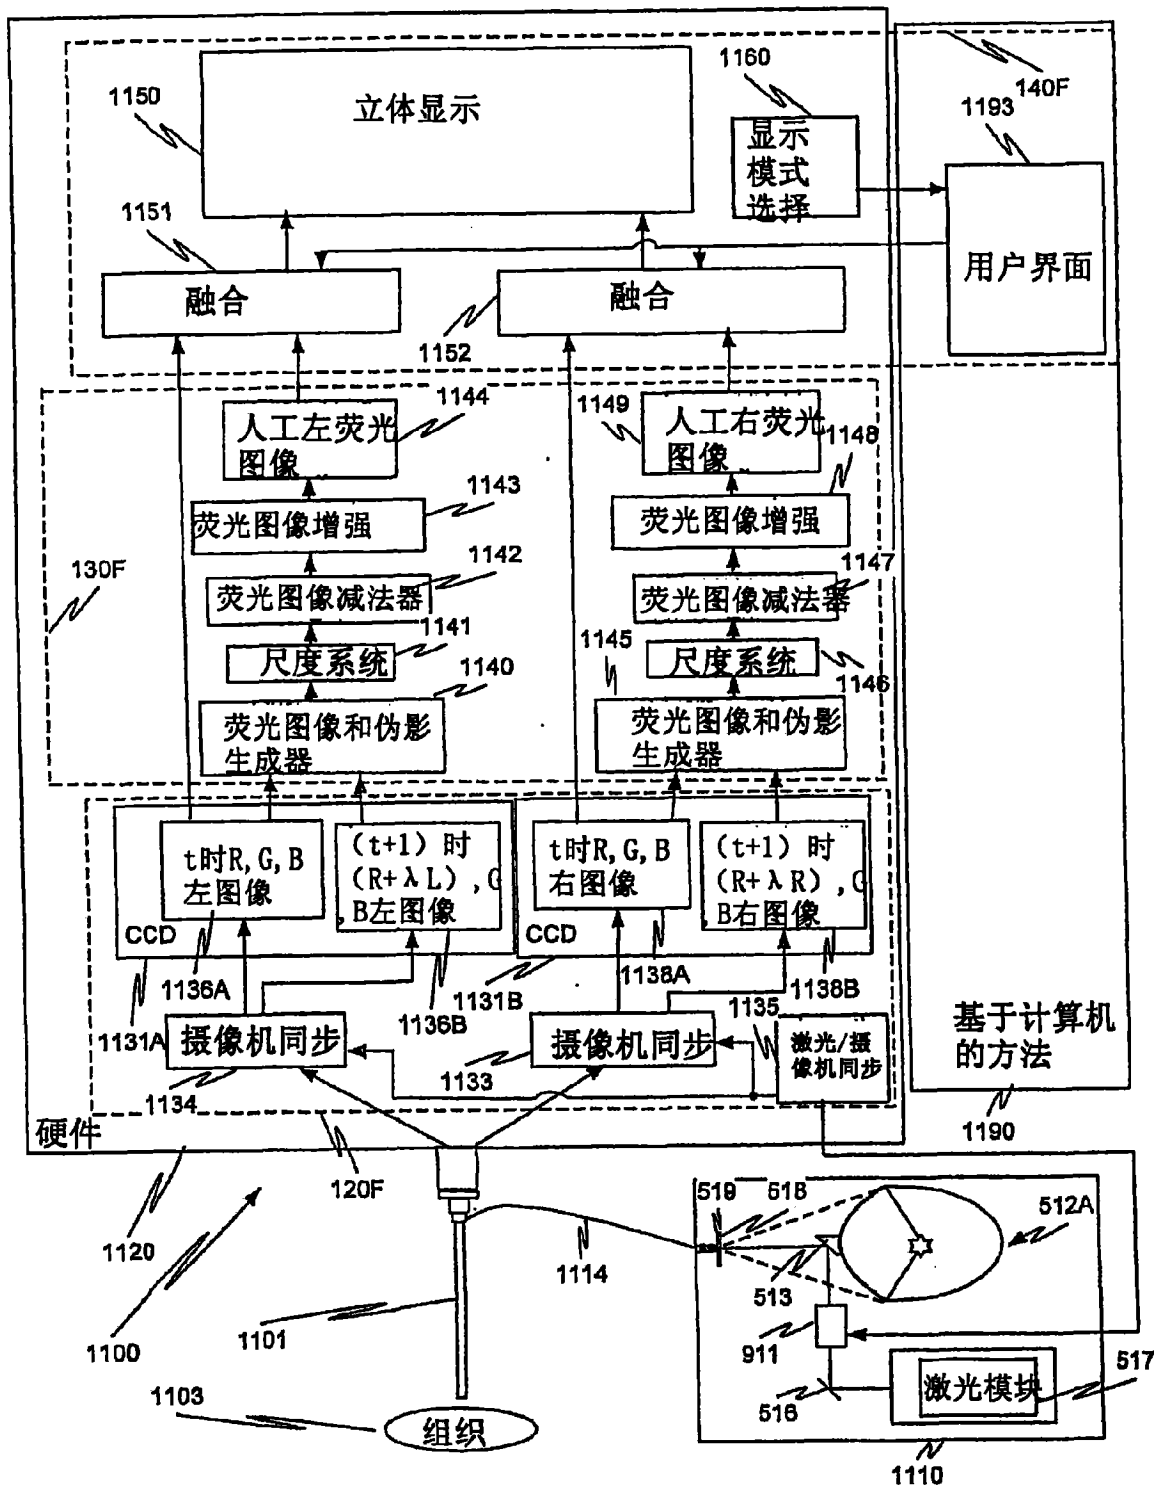 1160
140F
1150
立体显示
1193
显示
模式
选择
1151
用户界面
融合
融合
1152
1144
1149
人工左荧光
图像
人工右荧光
图像
1148
1143
荧光图像增强
荧光图像增强
130F
1142
1147
荧光图像减法器
荧光图像减法器
1141
1145
尺度系统
尺度系统
1140
1146
荧光图像和伪影
生成器
荧光图像和伪影
生成器
t时R,G,B
左图像
(t+1)时
(R+λL),G
,B左图像
t时R,G,B
右图像
(t+1)时
(R+λR),G
,B右图像
CCD
CCD
1136A
1138A
1131B
1138B
1131A
1136B
1135
摄像机同步
摄像机同步
激光/摄
像机同步
基于计算机
的方法
1134
1133
1190
硬件
120F
1120
519
518
512A
1114
513
1101
1100
911
517
516
激光模块
1103
组织
1110